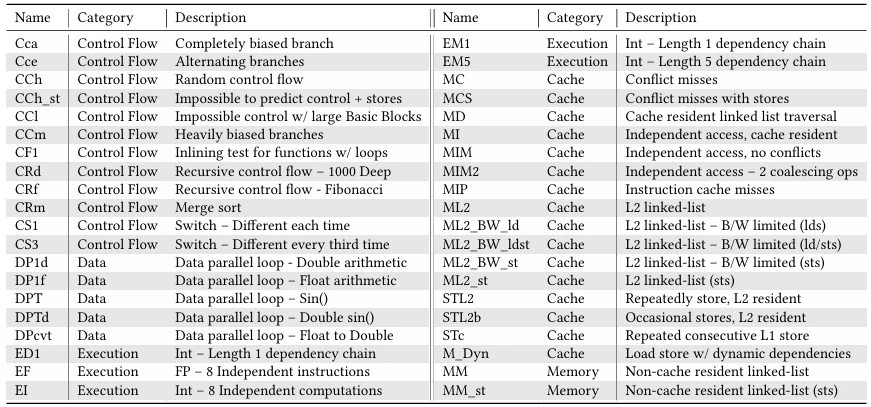 Name Category Description Name Category Description
Cca Control Flow Completely biased branch EM1 Execution Int – Length 1 dependency chain
Cce Control Flow Alternating branches EM5 Execution Int – Length 5 dependency chain
CCh Control Flow Random control flow MC Cache Conflict misses
CCh_st Control Flow Impossible to predict control + stores MCS Cache Conflict misses with stores
CCl Control Flow Impossible control w/ large Basic Blocks MD Cache Cache resident linked list traversal
CCm Control Flow Heavily biased branches MI Cache Independent access, cache resident
CF1 Control Flow Inlining test for functions w/ loops MIM Cache Independent access, no conflicts
CRd Control Flow Recursive control flow – 1000 Deep MIM2 Cache Independent access – 2 coalescing ops
CRf Control Flow Recursive control flow - Fibonacci MIP Cache Instruction cache misses
CRm Control Flow Merge sort ML2 Cache L2 linked-list
CS1 Control Flow Switch – Different each time ML2_BW_ld Cache L2 linked-list – B/W limited (lds)
CS3 Control Flow Switch – Different every third time ML2_BW_ldst Cache L2 linked-list – B/W limited (ld/sts)
DP1d Data Data parallel loop - Double arithmetic ML2_BW_st Cache L2 linked-list – B/W limited (sts)
DP1f Data Data parallel loop – Float arithmetic ML2_st Cache L2 linked-list (sts)
DPT Data Data parallel loop – Sin() STL2 Cache Repeatedly store, L2 resident
DPTd Data Data parallel loop – Double sin() STL2b Cache Occasional stores, L2 resident
DPcvt Data Data parallel loop – Float to Double STc Cache Repeated consecutive L1 store
ED1 Execution Int – Length 1 dependency chain M_Dyn Cache Load store w/ dynamic dependencies
EF Execution FP – 8 Independent instructions MM Memory Non-cache resident linked-list
EI Execution Int – 8 Independent computations MM_st Memory Non-cache resident linked-list (sts)